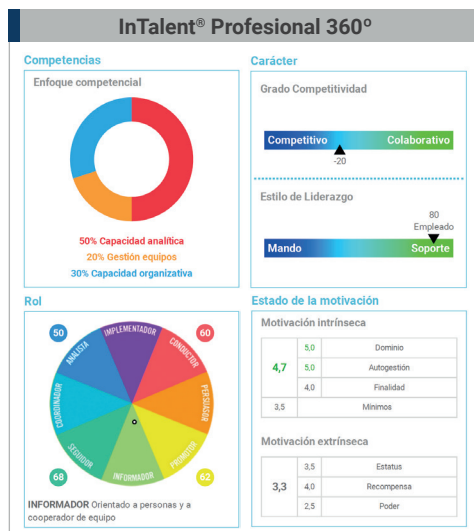 InTalent® Profesional 360º
Competencias
Enfoque competencial
50% Capacidad analítica
20% Gestión equipos
30% Capacidad organizativa
Carácter
Grado Competitividad
Competitivo Colaborativo
-20
Estilo de Liderazgo
80
Empleado
Mando Soporte
Rol
50
60
IMPLEMENTADOR
CONDUCTOR
PERSUASOR
PROMOTOR
INFORMADOR
SEGUIDOR
COORDINADOR
ANALISTA
68
62
INFORMADOR Orientado a personas y a
cooperador de equipo
Estado de la motivación
Motivación intrínseca
4,7
5,0 Dominio
5,0 Autogestión
4,0 Finalidad
3,5 Mínimos
Motivación extrínseca
3,3
3,5 Estatus
4,0 Recompensa
2,5 Poder